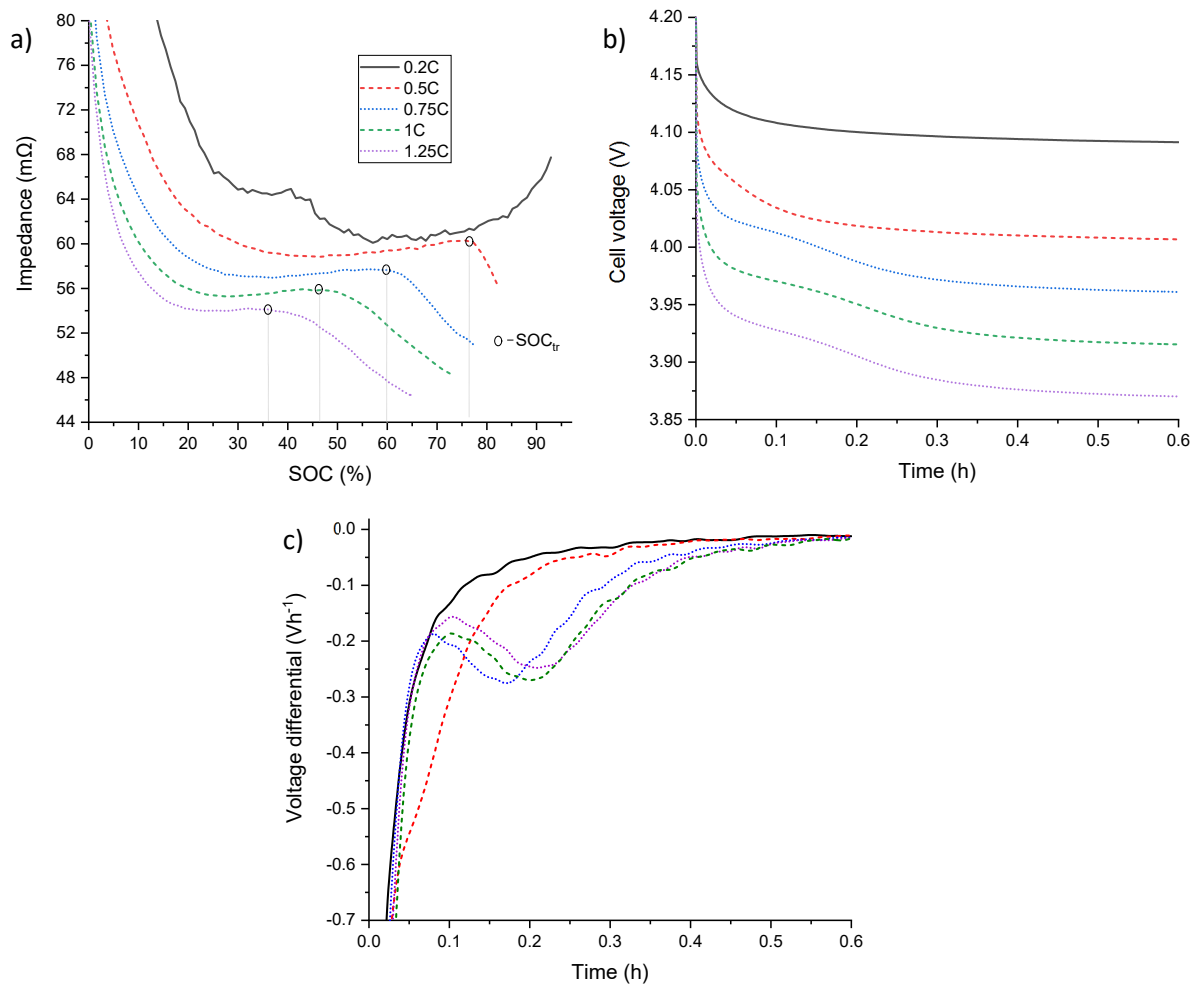 a)
80
76
72
68
64
60
56
52
48
44
Impedance (mΩ)
0 10 20 30 40 50 60 70 80 90
SOC (%)
0.2C
0.5C
0.75C
1C
1.25C
-SOCtr
b)
4.20
4.15
4.10
4.05
4.00
3.95
3.90
3.85
Cell voltage (V)
0.0 0.1 0.2 0.3 0.4 0.5 0.6
Time (h)
c)
0.0
-0.1
-0.2
-0.3
-0.4
-0.5
-0.6
-0.7
Voltage differential (Vh-1)
0.0 0.1 0.2 0.3 0.4 0.5 0.6
Time (h)